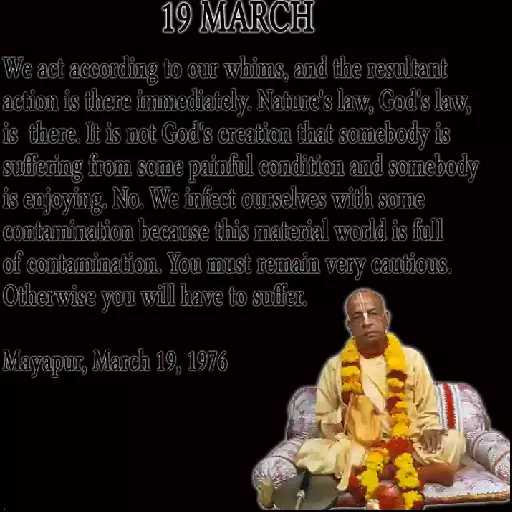 19 MARCH
We act according to our whims, and the resultant
action is there immediately. Nature's law, God's law,
is there. It is not God's creation that somebody is
suffering from some painful condition and somebody
is enjoying. No. We infect ourselves with some
contamination because this material world is full
of contamination. You must remain very cautious.
Otherwise you will have to suffer.
Mayapur, March 19, 1976